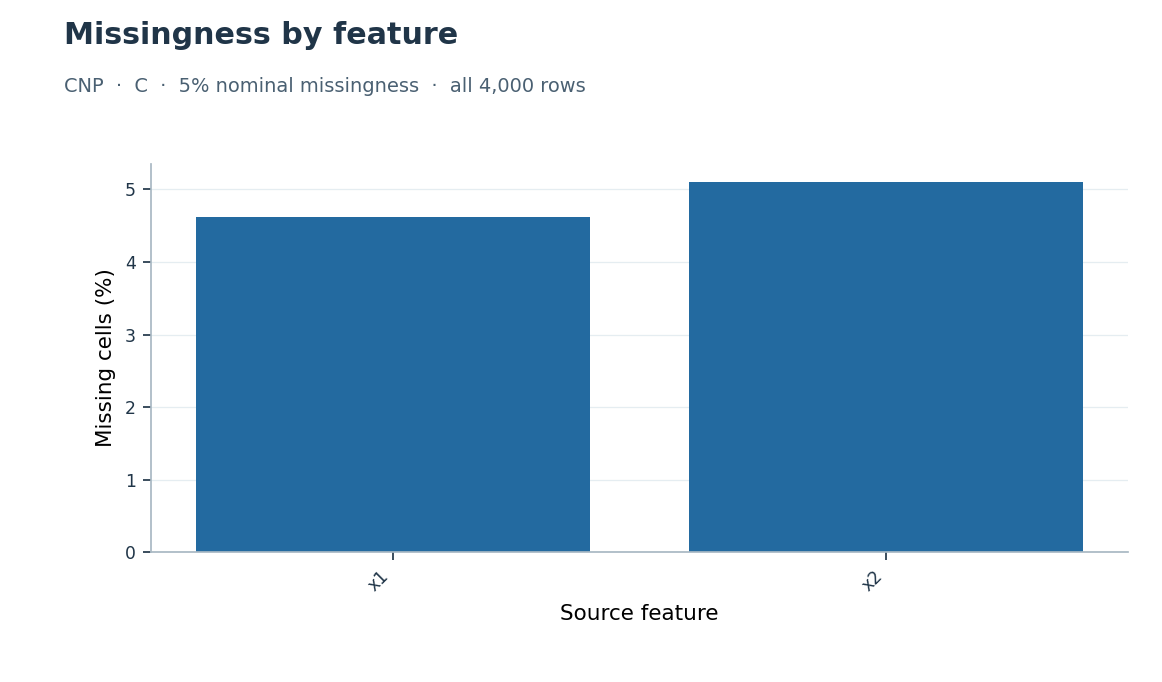 Missingness by feature
CNP · C · 5% nominal missingness · all 4,000 rows
5
4
3
2
1
0
Missing cells (%)
x1
x2
Source feature